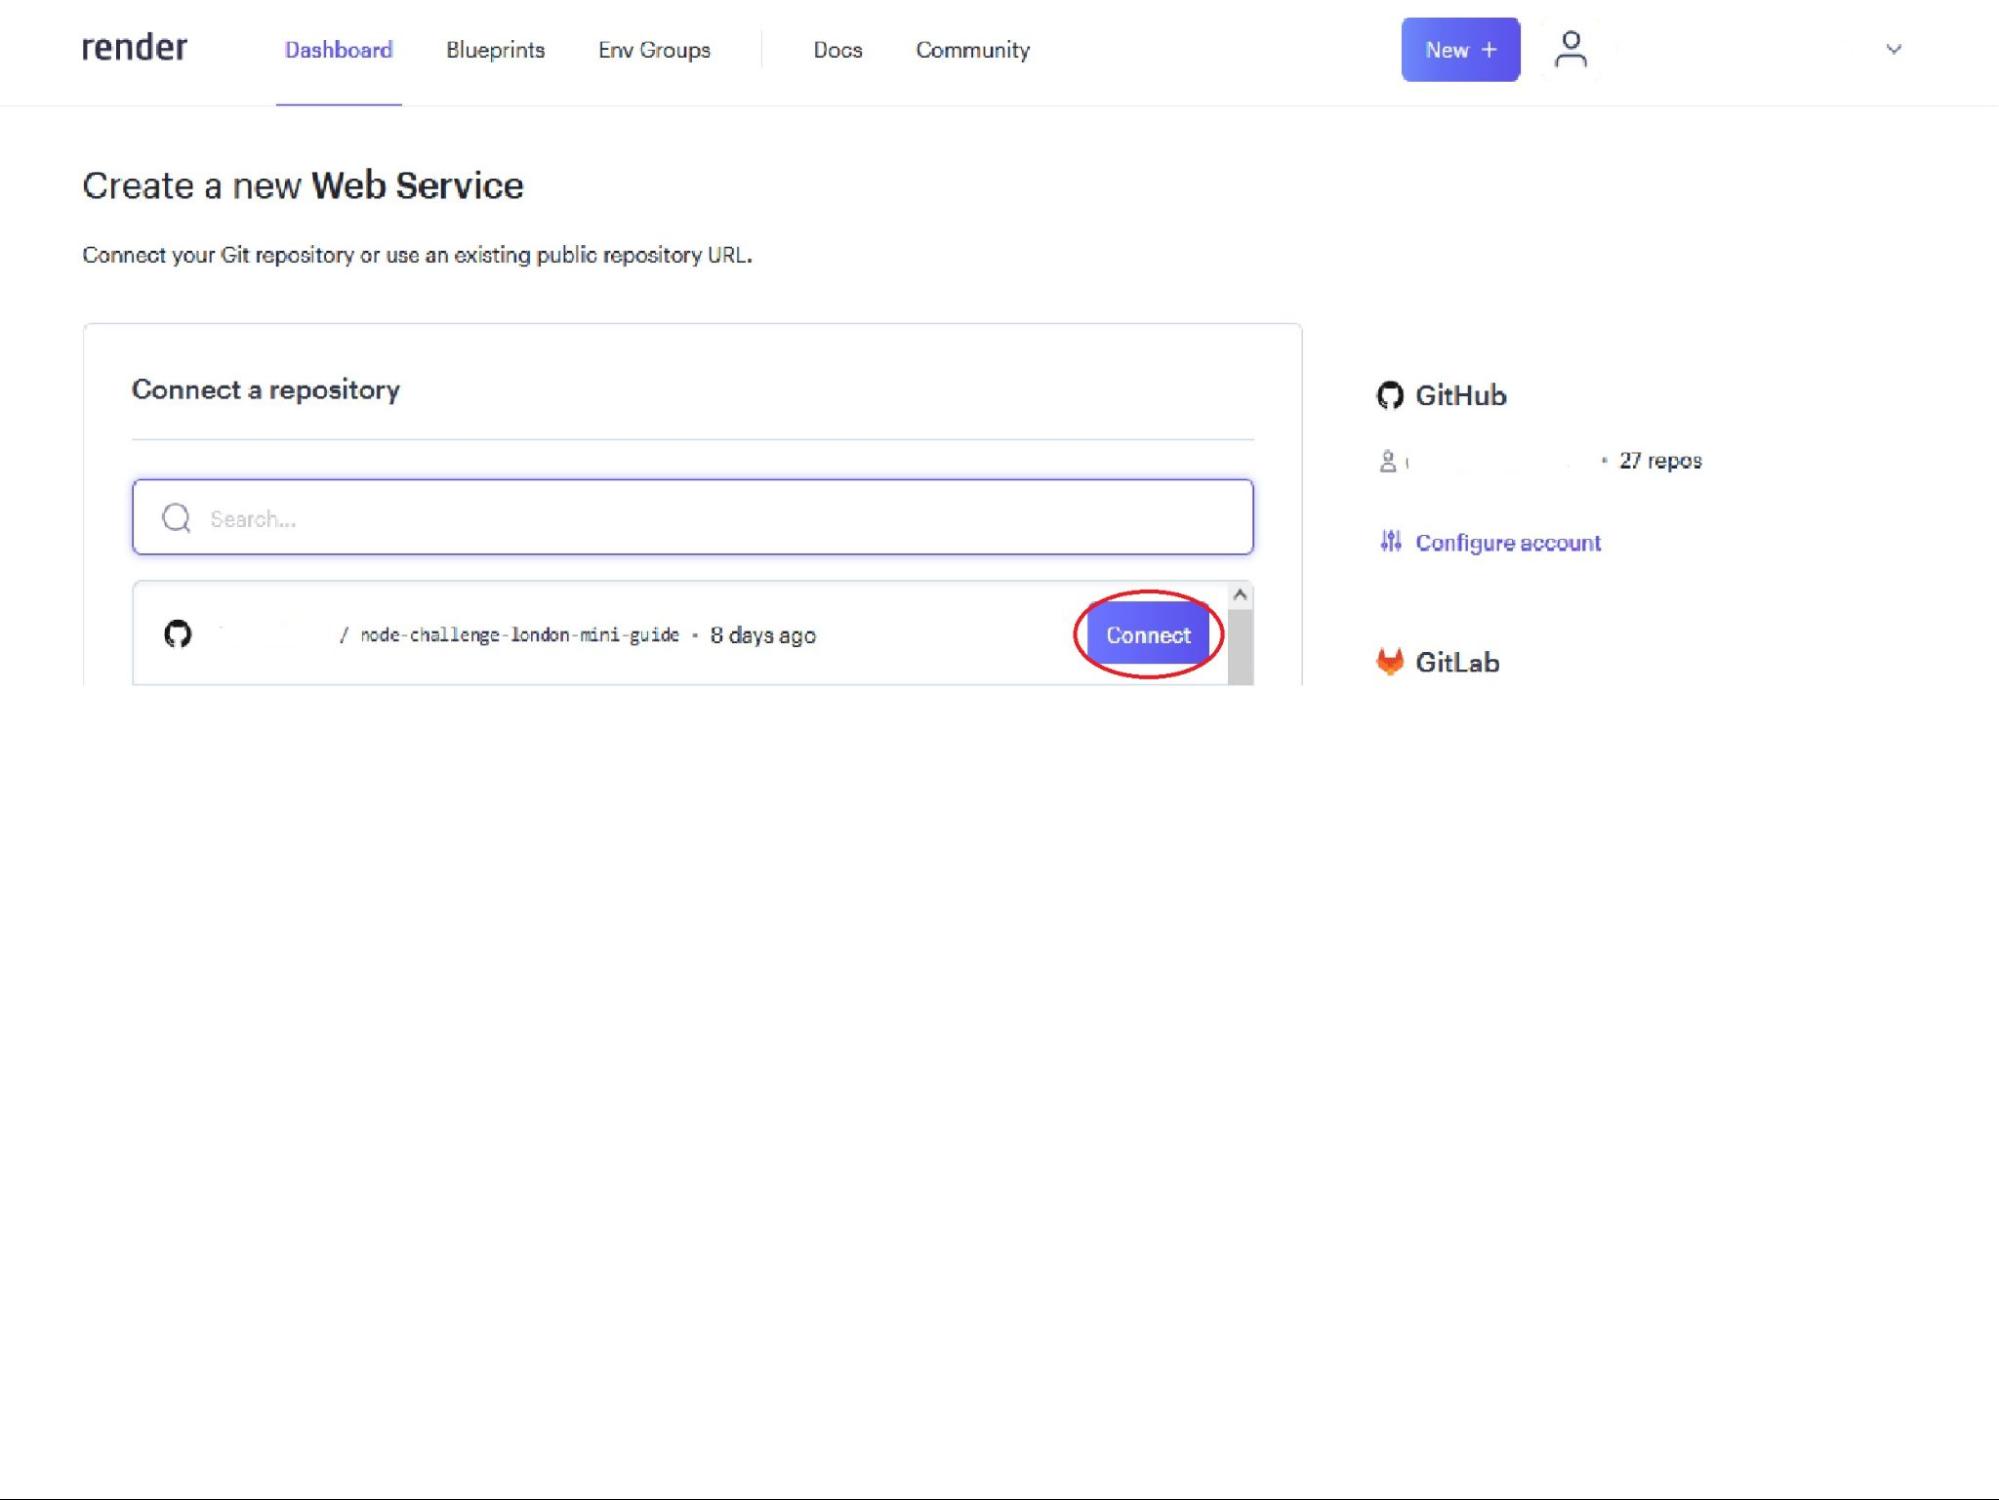 render Dashboard Blueprints Env Groups Docs Community New +
Create a new Web Service
Connect your Git repository or use an existing public repository URL.
Connect a repository
Search...
/ node-challenge-london-mini-guide • 8 days ago Connect
GitHub
• 27 repos
Configure account
GitLab